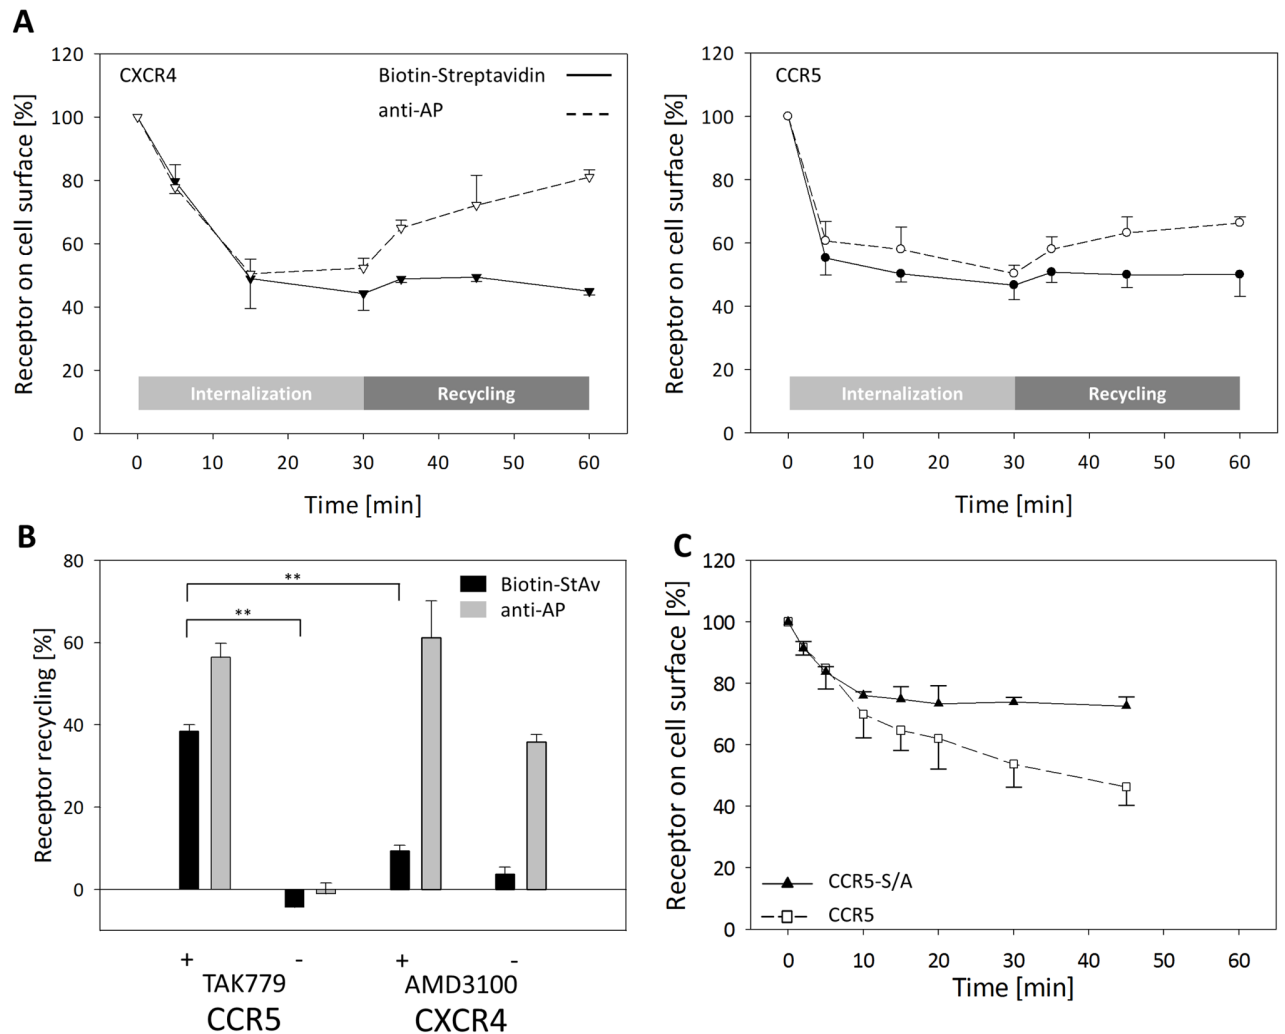 A
Receptor on cell surface [%]
120
100
80
60
40
20
0
CXCR4
Biotin-Streptavidin
anti-AP
Internalization
Recycling
0 10 20 30 40 50 60
Time [min]
Receptor on cell surface [%]
120
100
80
60
40
20
0
CCR5
Internalization
Recycling
0 10 20 30 40 50 60
Time [min]
B
Receptor recycling [%]
80
60
40
20
0
**
**
Biotin-StAv
anti-AP
+ - + -
TAK779 AMD3100
CCR5 CXCR4
C
Receptor on cell surface [%]
120
100
80
60
40
20
0
CCR5-S/A
CCR5
0 10 20 30 40 50 60
Time [min]